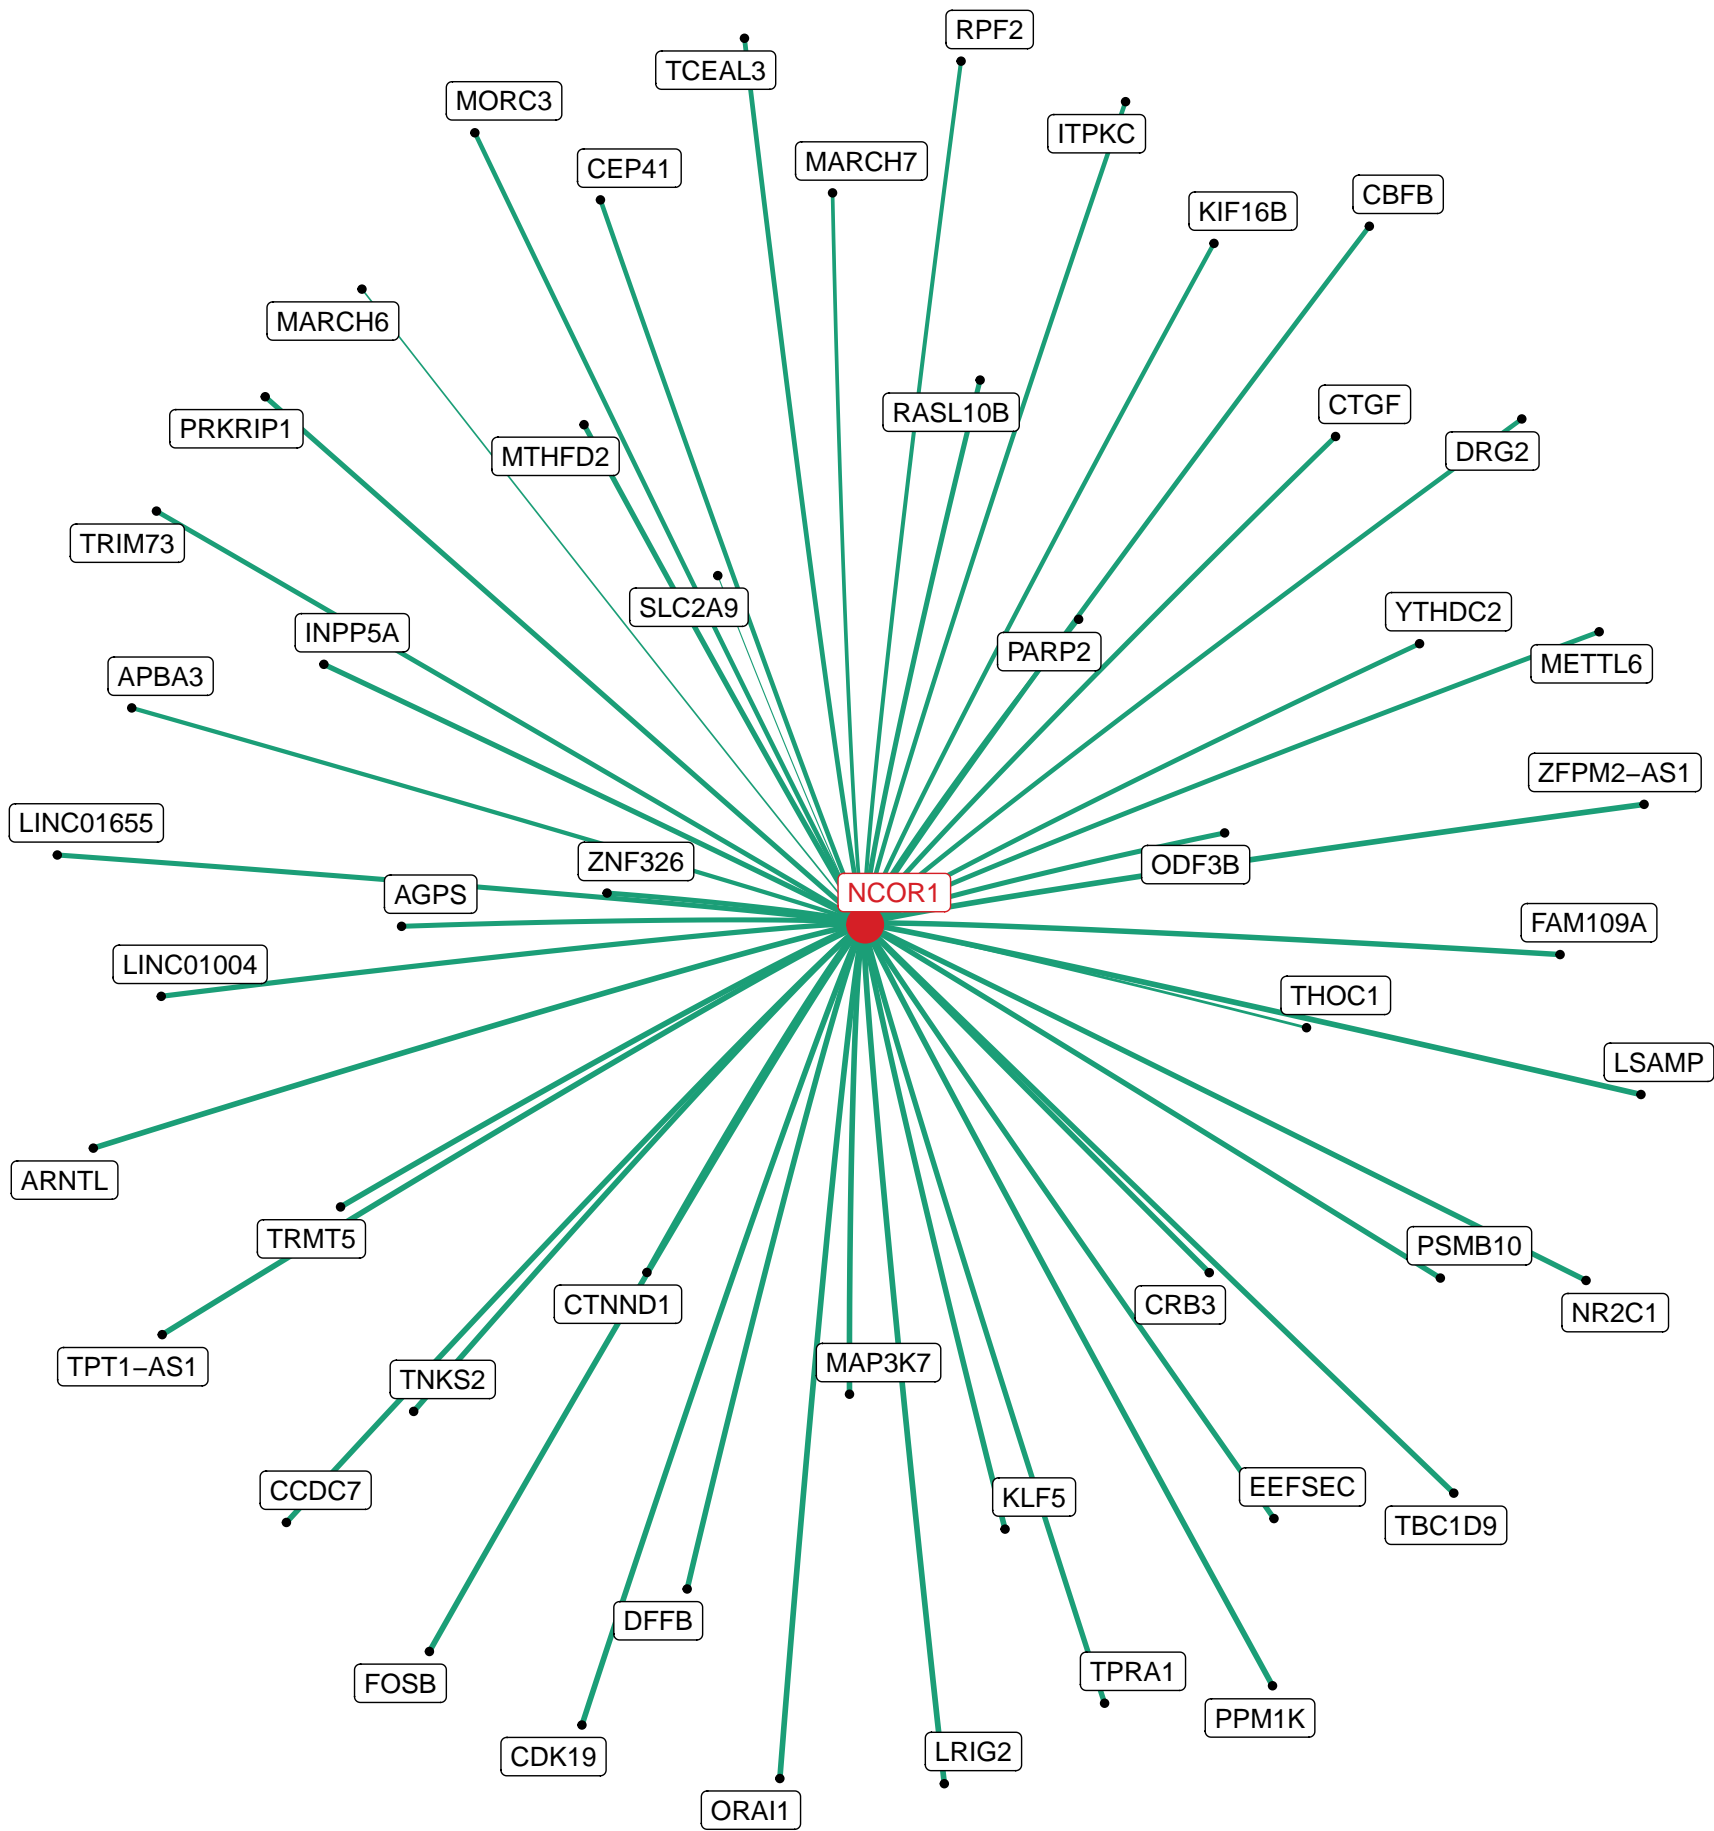 RPF2
TCEAL3
MORC3
ITPKC
MARCH7
CEP41
CBFB
KIF16B
MARCH6
CTGF
RASL10B
PRKRIP1
DRG2
MTHFD2
TRIM73
SLC2A9
YTHDC2
INPP5A
PARP2
METTL6
APBA3
ZFPM2−AS1
LINC01655
ZNF326
ODF3B
AGPS
NCOR1
FAM109A
LINC01004
THOC1
LSAMP
ARNTL
TRMT5
PSMB10
CTNND1
CRB3
NR2C1
MAP3K7
TPT1−AS1
TNKS2
EEFSEC
CCDC7
KLF5
TBC1D9
DFFB
TPRA1
FOSB
PPM1K
LRIG2
CDK19
ORAI1